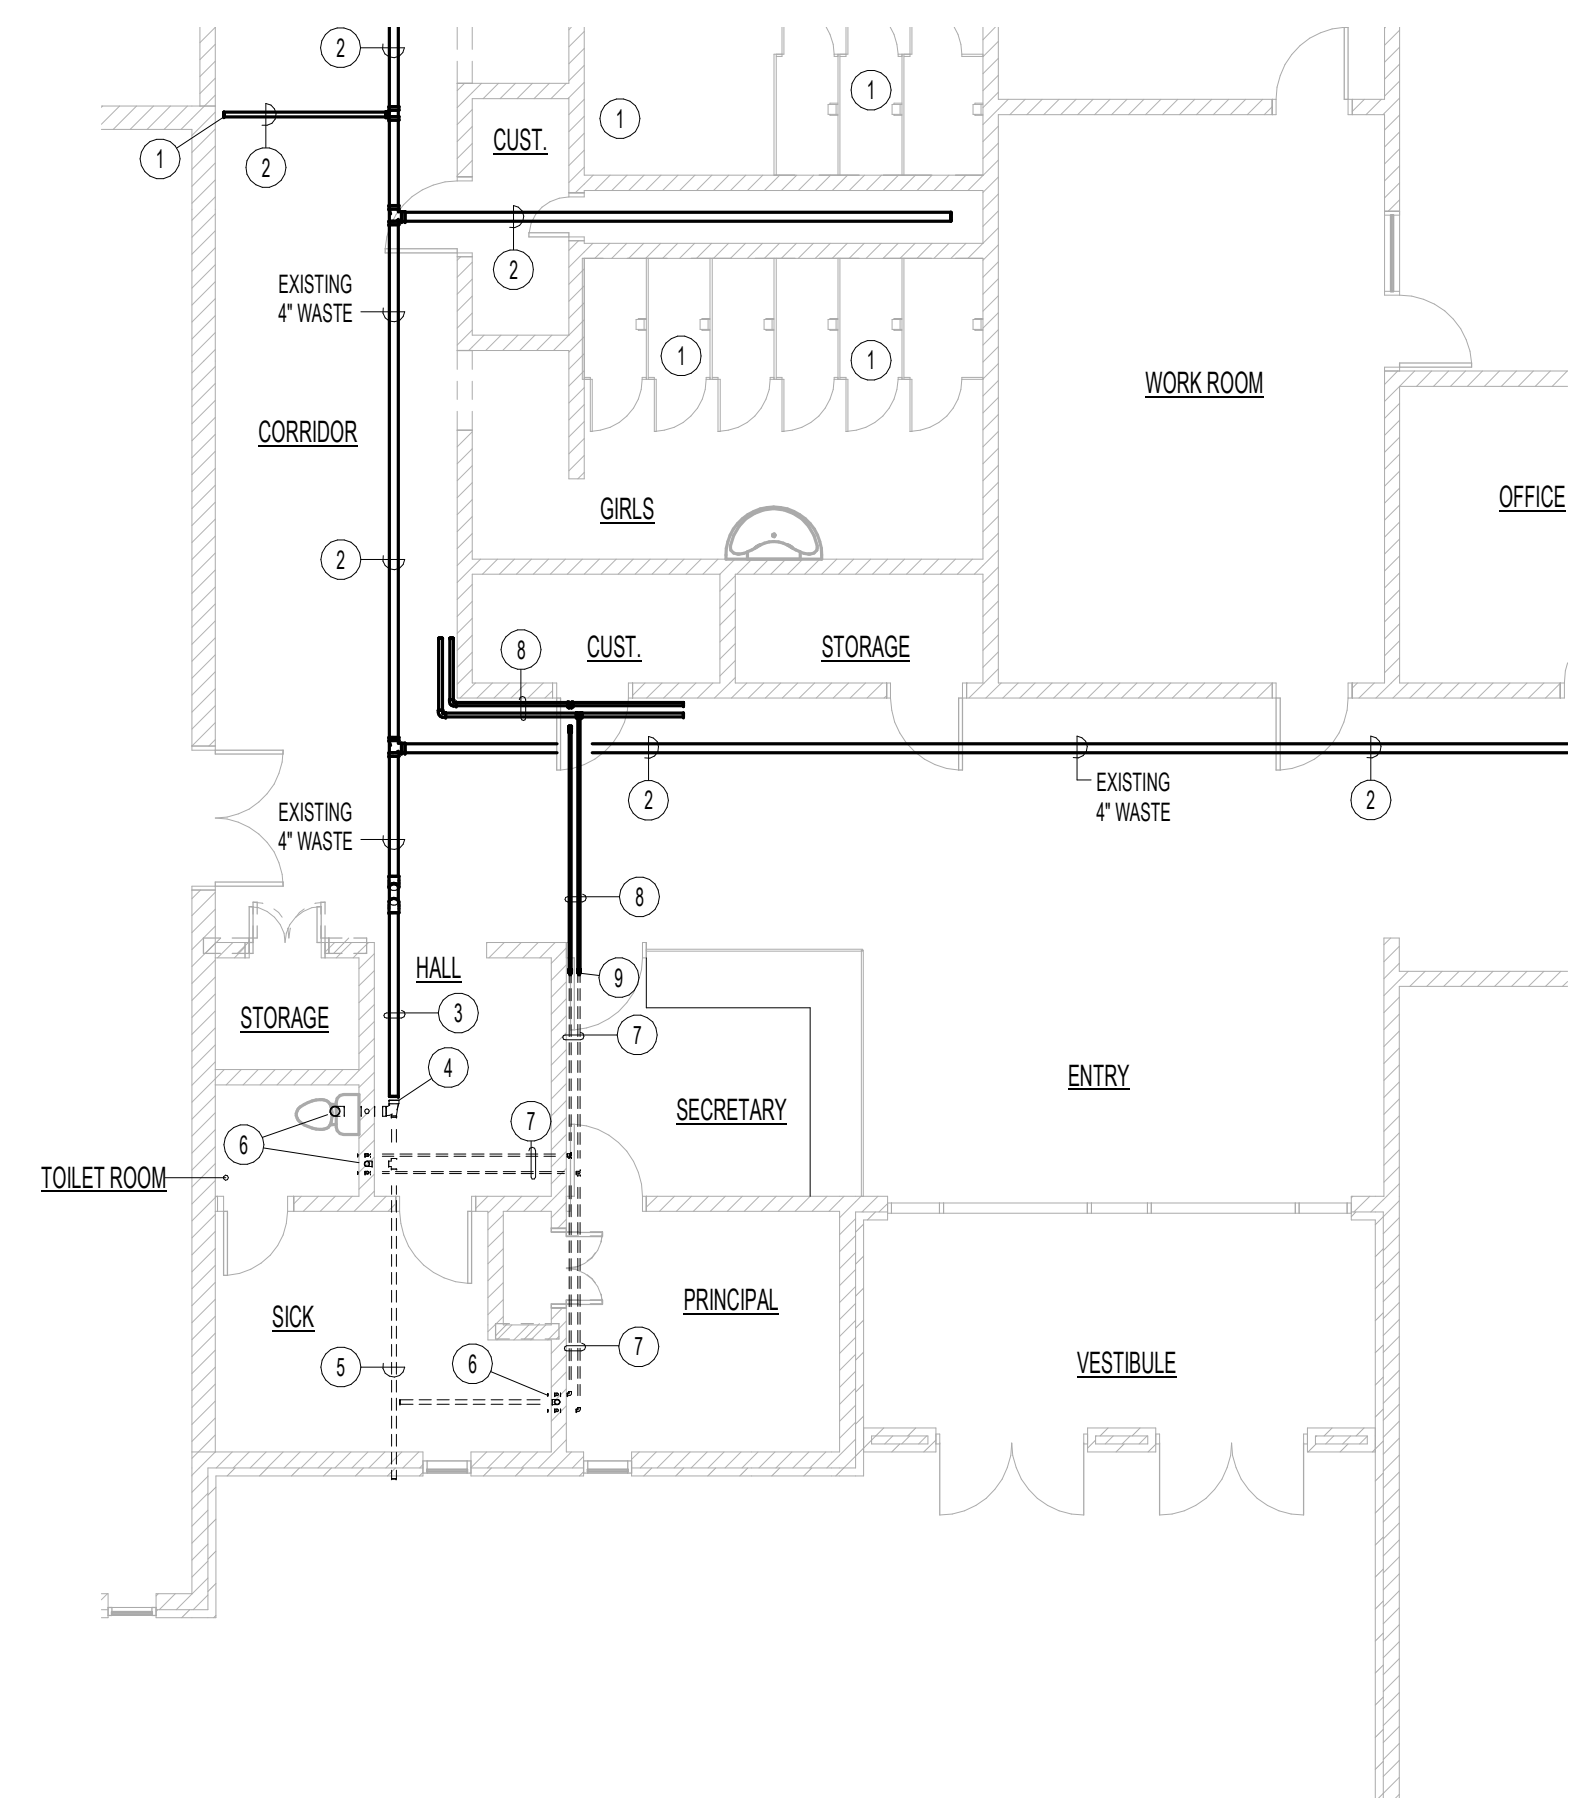 2
1
1
CUST.
1
2
2
EXISTING
4" WASTE
1
1
WORK ROOM
CORRIDOR
OFFICE
GIRLS
2
8
CUST.
STORAGE
EXISTING
4" WASTE
2
2
EXISTING
4" WASTE
8
HALL
9
STORAGE
3
7
4
ENTRY
SECRETARY
7
6
TOILET ROOM
SICK
PRINCIPAL
7
5
6
VESTIBULE